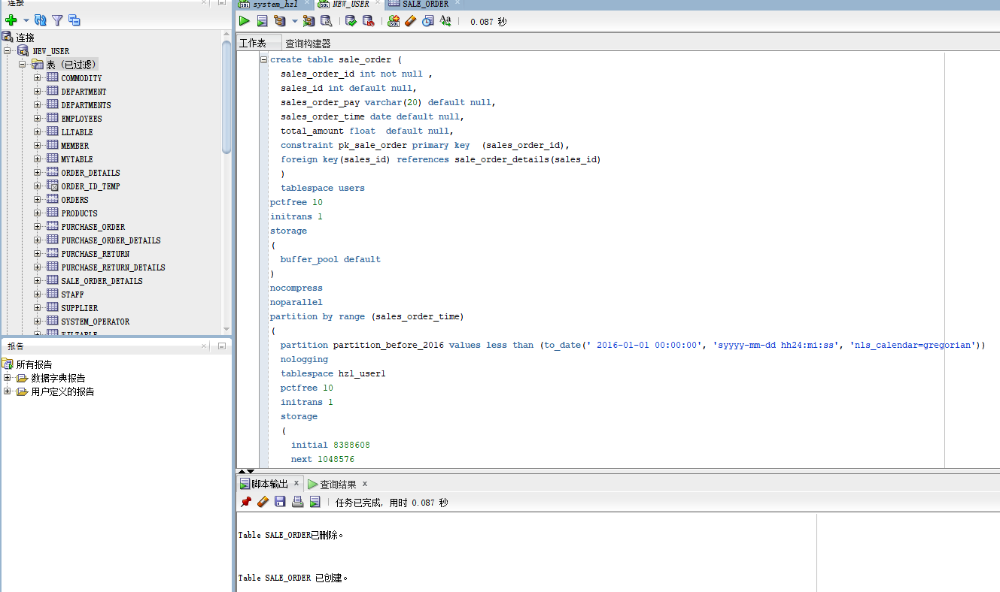 连接
system_hzl
NEW_USER
SALE_ORDER
0.087 秒
连接
NEW_USER
表 (已过滤)
COMMODITY
DEPARTMENT
DEPARTMENTS
EMPLOYEES
LLTABLE
MEMBER
MYTABLE
ORDER_DETAILS
ORDER_ID_TEMP
ORDERS
PRODUCTS
PURCHASE_ORDER
PURCHASE_ORDER_DETAILS
PURCHASE_RETURN
PURCHASE_RETURN_DETAILS
SALE_ORDER_DETAILS
STAFF
SUPPLIER
SYSTEM_OPERATOR
报告
所有报告
数据字典报告
用户定义的报告
工作表
查询构建器
create table sale_order (
sales_order_id int not null ,
sales_id int default null,
sales_order_pay varchar(20) default null,
sales_order_time date default null,
total_amount float  default null,
constraint pk_sale_order primary key  (sales_order_id),
foreign key(sales_id) references sale_order_details(sales_id)
)
tablespace users
pctfree 10
initrans 1
storage
(
buffer_pool default
)
nocompress
noparallel
partition by range (sales_order_time)
(
partition partition_before_2016 values less than (to_date(' 2016-01-01 00:00:00', 'syyyy-mm-dd hh24:mi:ss', 'nls_calendar=gregorian'))
nologging
tablespace hzl_user1
pctfree 10
initrans 1
storage
(
initial 8388608
next 1048576
脚本输出 x
查询结果 x
任务已完成, 用时 0.087 秒
Table SALE_ORDER已删除。
Table SALE_ORDER 已创建。